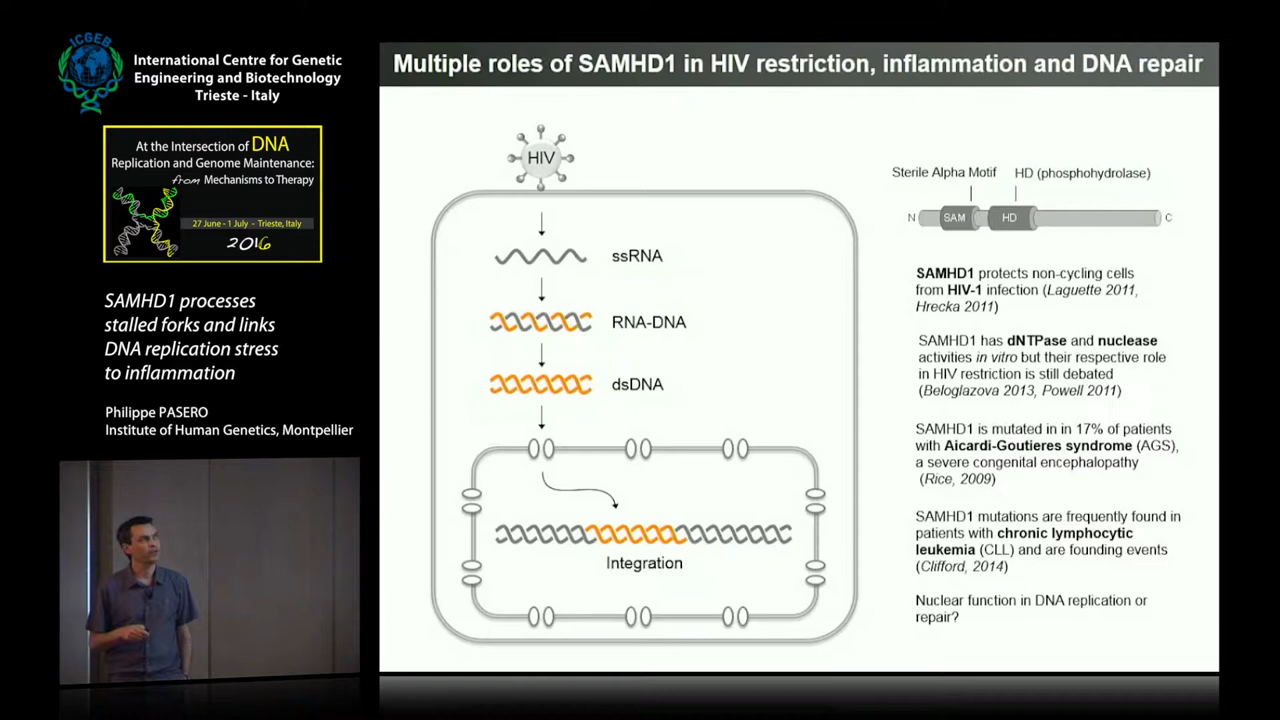 ICGEB
International Centre for Genetic
Engineering and Biotechnology
Trieste - Italy
At the Intersection of DNA
Replication and Genome Maintenance:
from Mechanisms to Therapy
27 June - 1 July - Trieste, Italy
2016
SAMHD1 processes
stalled forks and links
DNA replication stress
to inflammation
Philippe PASERO
Institute of Human Genetics, Montpellier
Multiple roles of SAMHD1 in HIV restriction, inflammation and DNA repair
HIV
ssRNA
RNA-DNA
dsDNA
Integration
Sterile Alpha Motif HD (phosphohydrolase)
N SAM HD C
SAMHD1 protects non-cycling cells
from HIV-1 infection (Laguette 2011,
Hrecka 2011)
SAMHD1 has dNTPase and nuclease
activities in vitro but their respective role
in HIV restriction is still debated
(Beloglazova 2013, Powell 2011)
SAMHD1 is mutated in in 17% of patients
with Aicardi-Goutieres syndrome (AGS),
a severe congenital encephalopathy
(Rice, 2009)
SAMHD1 mutations are frequently found in
patients with chronic lymphocytic
leukemia (CLL) and are founding events
(Clifford, 2014)
Nuclear function in DNA replication or
repair?